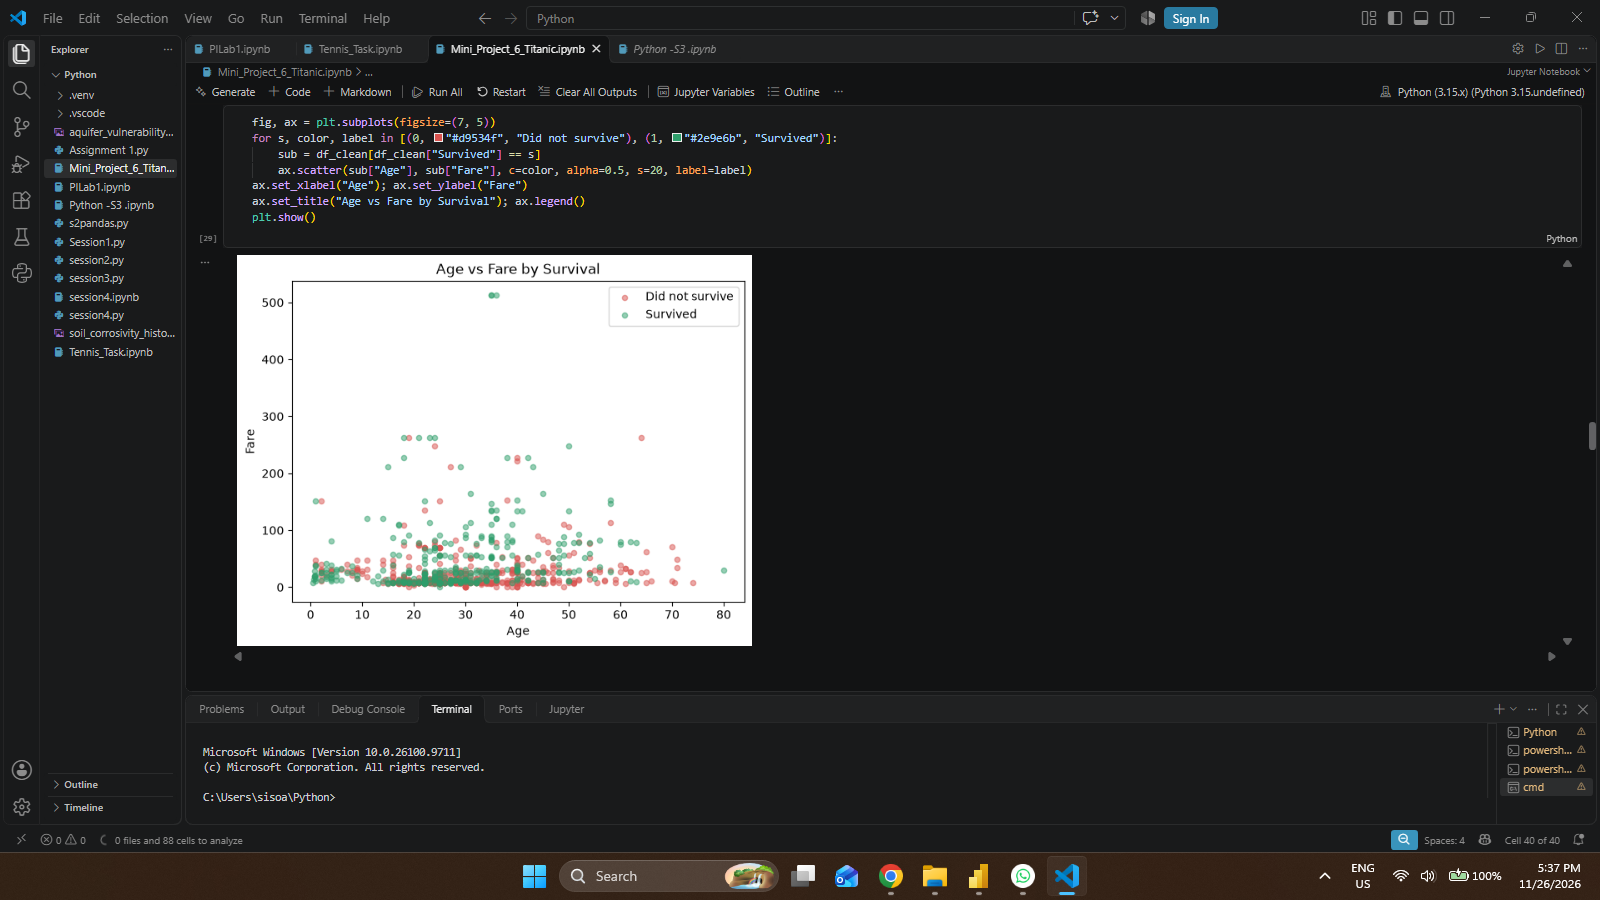 File Edit Selection View Go Run Terminal Help
Python
Sign In
Explorer
Python
.venv
.vscode
aquifer_vulnerability...
Assignment 1.py
Mini_Project_6_Titan...
PILab1.ipynb
Python -S3 .ipynb
s2pandas.py
Session1.py
session2.py
session3.py
session4.ipynb
session4.py
soil_corrosivity_histo...
Tennis_Task.ipynb
Outline
Timeline
PILab1.ipynb Tennis_Task.ipynb Mini_Project_6_Titanic.ipynb Python -S3 .ipynb
Mini_Project_6_Titanic.ipynb > ...
Jupyter Notebook
Generate + Code + Markdown Run All Restart Clear All Outputs Jupyter Variables Outline ...
Python (3.15.x) (Python 3.15.undefined)
fig, ax = plt.subplots(figsize=(7, 5))
for s, color, label in [(0, "#d9534f", "Did not survive"), (1, "#2e9e6b", "Survived")]:
sub = df_clean[df_clean["Survived"] == s]
ax.scatter(sub["Age"], sub["Fare"], c=color, alpha=0.5, s=20, label=label)
ax.set_xlabel("Age"); ax.set_ylabel("Fare")
ax.set_title("Age vs Fare by Survival"); ax.legend()
plt.show()
[29]
Python
Age vs Fare by Survival
Did not survive
Survived
500
400
300
200
100
0
Fare
0 10 20 30 40 50 60 70 80
Age
Problems Output Debug Console Terminal Ports Jupyter
Microsoft Windows [Version 10.0.26100.9711]
(c) Microsoft Corporation. All rights reserved.
C:\Users\sisoa\Python>
Python
powersh...
powersh...
cmd
0 0 0 files and 88 cells to analyze
Spaces: 4 Cell 40 of 40
Search
ENG
US
100%
5:37 PM
11/26/2026